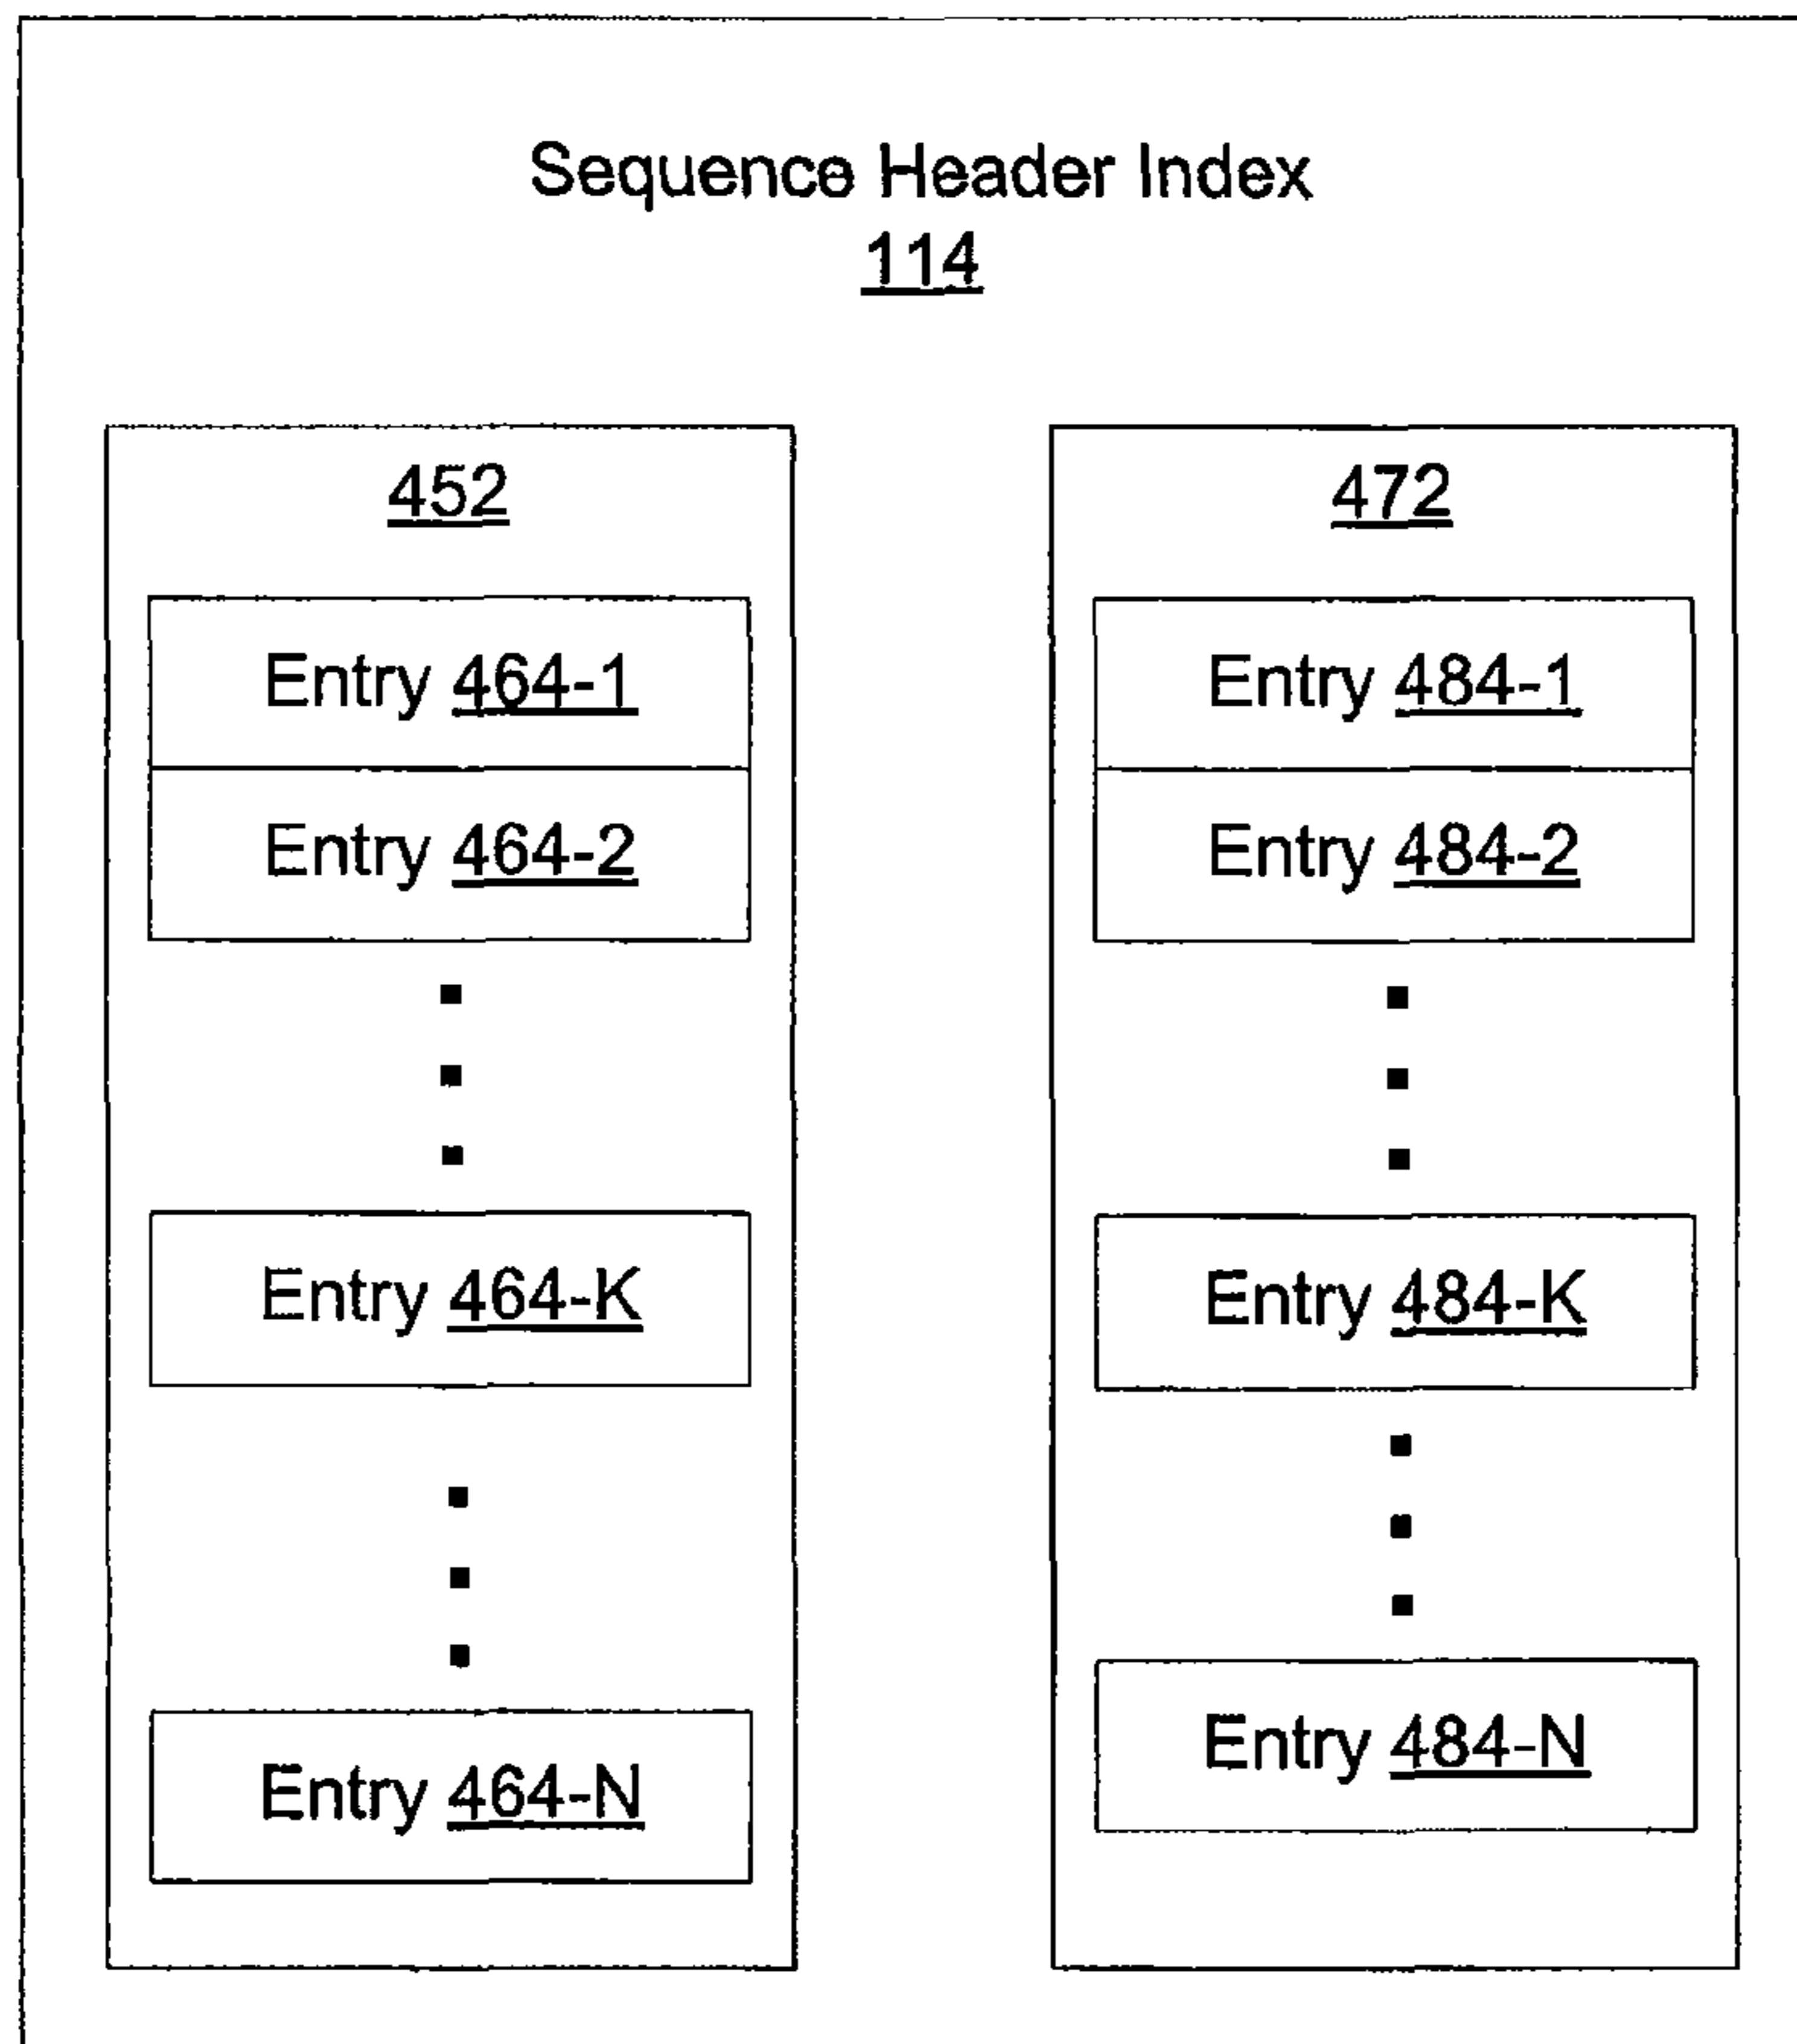 Sequence Header Index
114
452
Entry 464-1
Entry 464-2
Entry 464-K
Entry 464-N
472
Entry 484-1
Entry 484-2
Entry 484-K
Entry 484-N